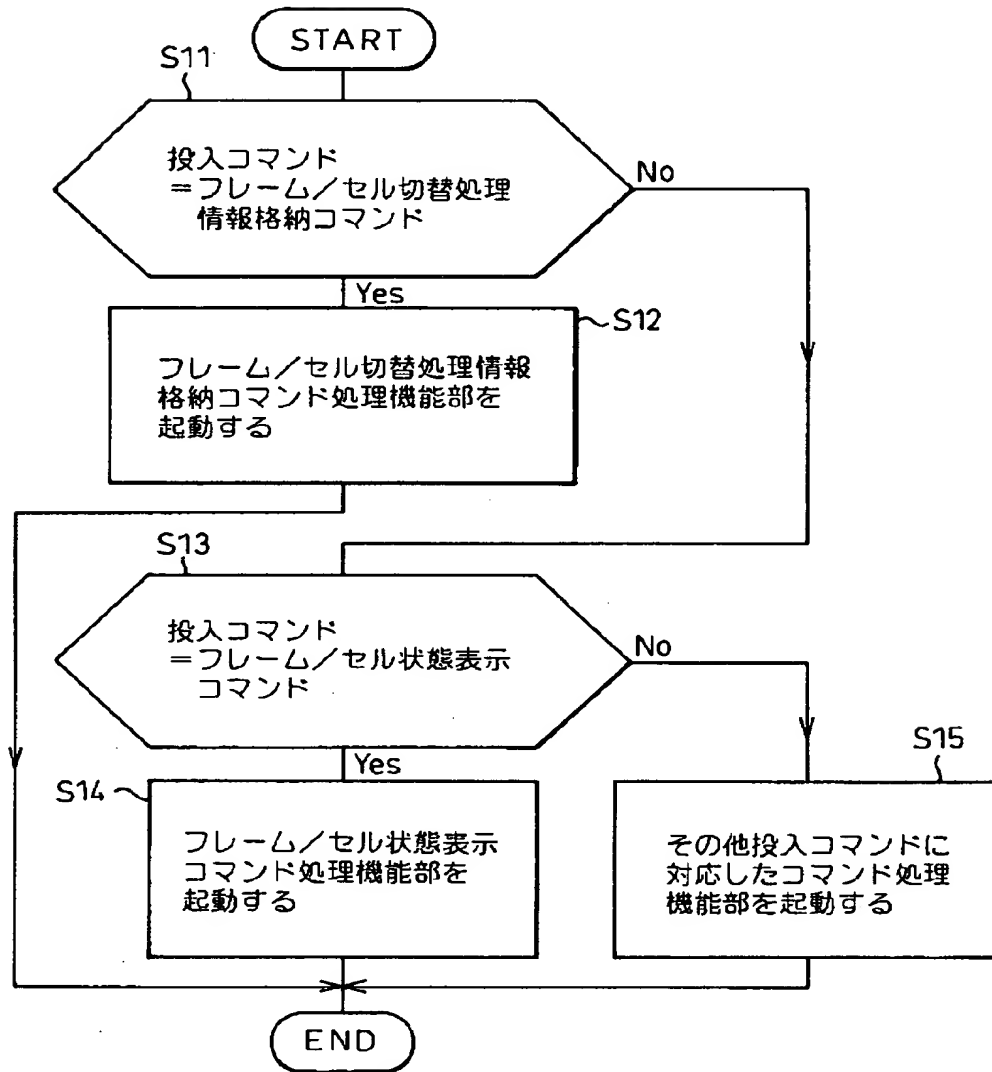 START
S11
投入コマンド
=フレーム/セル切替処理
情報格納コマンド
No
Yes
S12
フレーム/セル切替処理情報
格納コマンド処理機能部を
起動する
S13
投入コマンド
=フレーム/セル状態表示
コマンド
No
Yes
S14
フレーム/セル状態表示
コマンド処理機能部を
起動する
S15
その他投入コマンドに
対応したコマンド処理
機能部を起動する
END